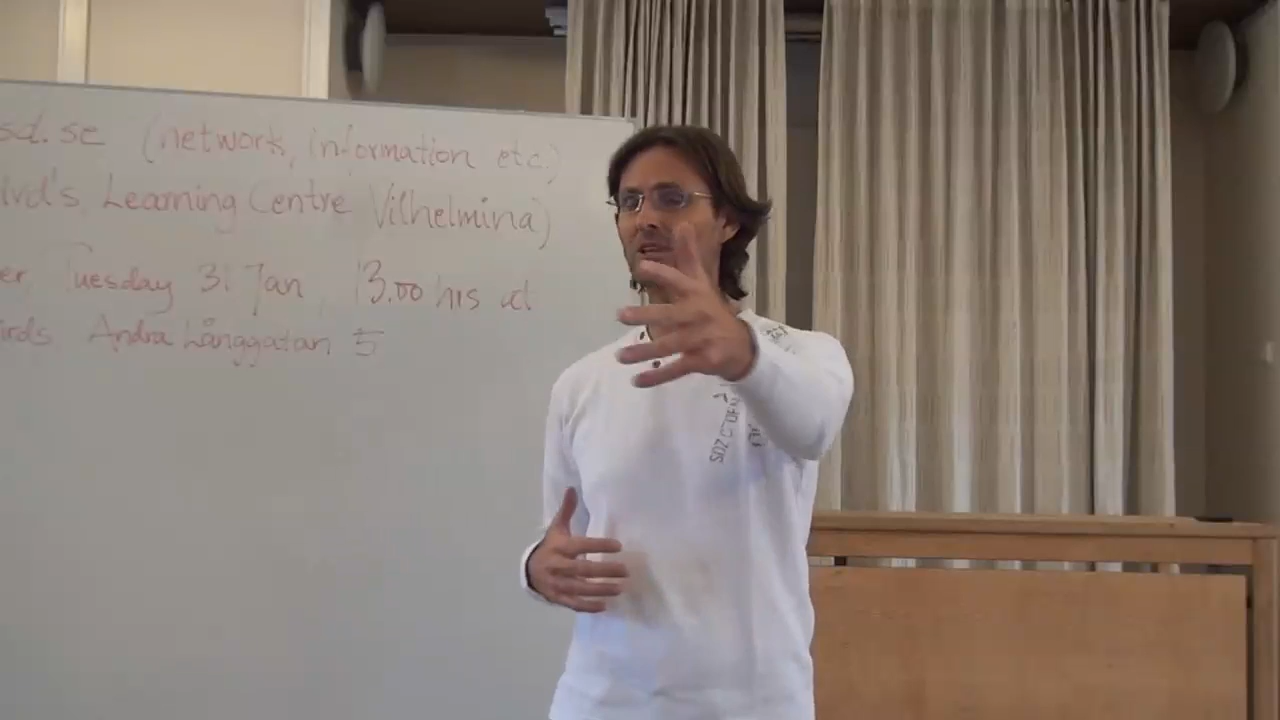 sd.se (network, information etc.)
lvd's Learning Centre Vilhelmina)
er, Tuesday 31 Jan, 13.00 hrs at
irds Andra Långgatan 5